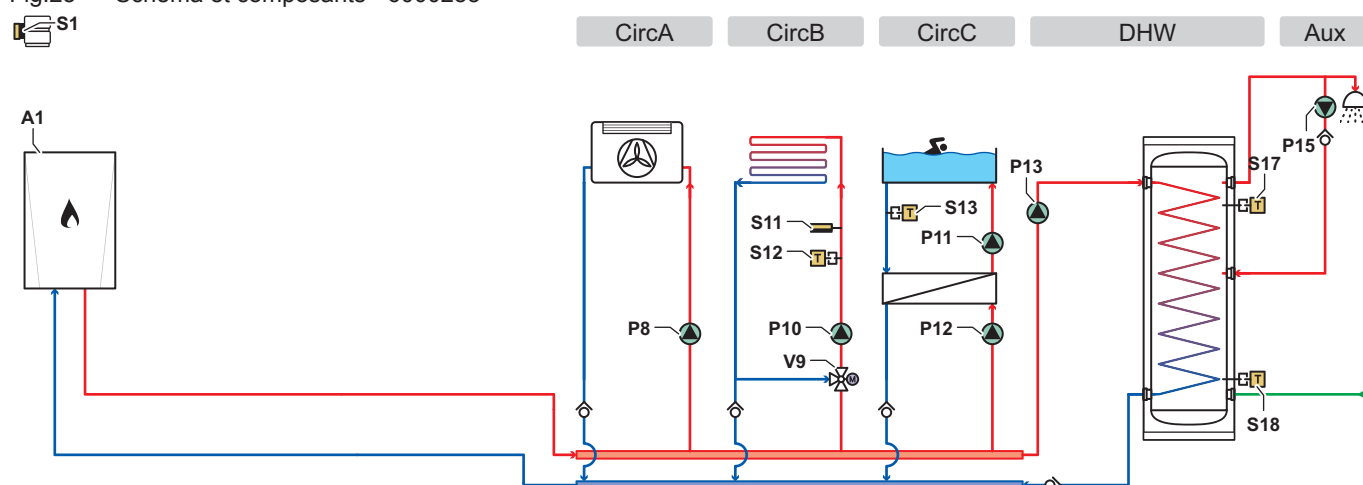 S1
CircA CircB CircC DHW Aux
A1
P15
P13
S17
S13
S11
P11
S12
P8
P10
P12
V9
M
S18
T
T
T
T